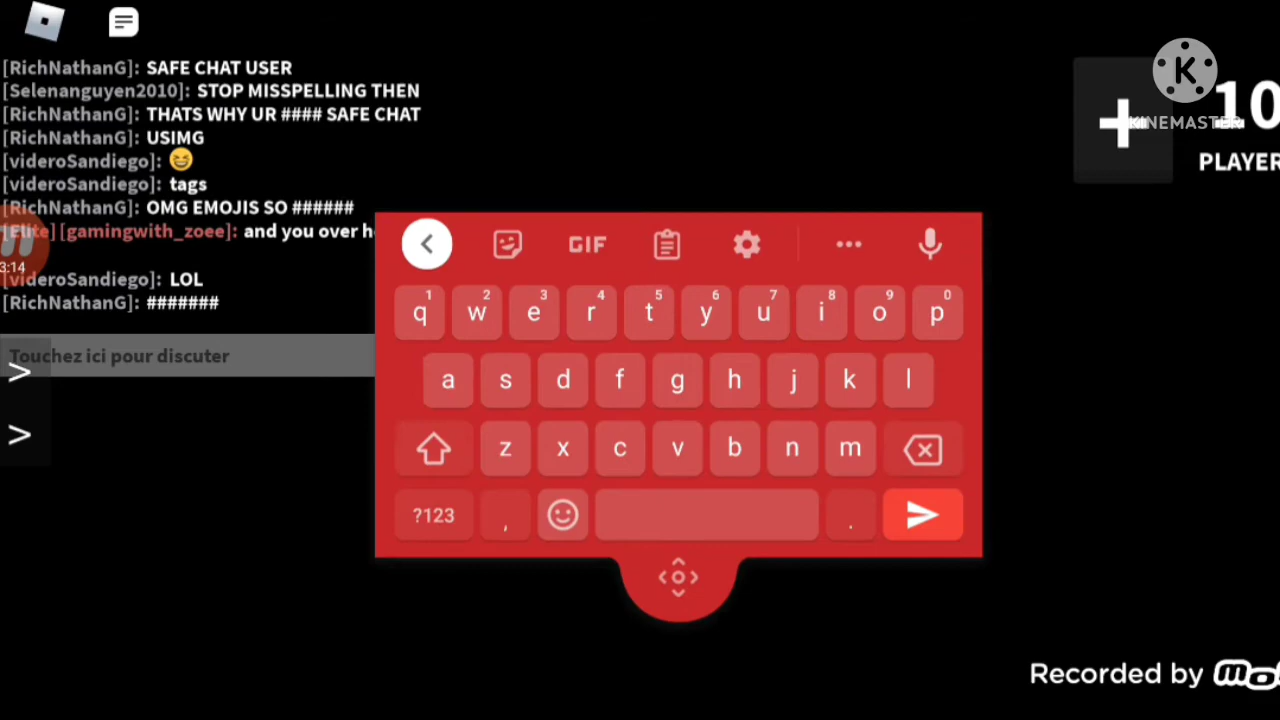 [RichNathanG]: SAFE CHAT USER
[Selenanguyen2010]: STOP MISSPELLING THEN
[RichNathanG]: THATS WHY UR #### SAFE CHAT
[RichNathanG]: USIMG
[videroSandiego]: 😆
[videroSandiego]: tags
[RichNathanG]: OMG EMOJIS SO ######
[gamingwith_zoee]: and you over
3:14
[videroSandiego]: LOL
[RichNathanG]: #######
Touchez ici pour discuter
>
>
+
10
K
KINEMASTER
PLAYER
GIF
1 2 3 4 5 6 7 8 9 0
q w e r t y u i o p
a s d f g h j k l
z x c v b n m
?123 , .
Recorded by